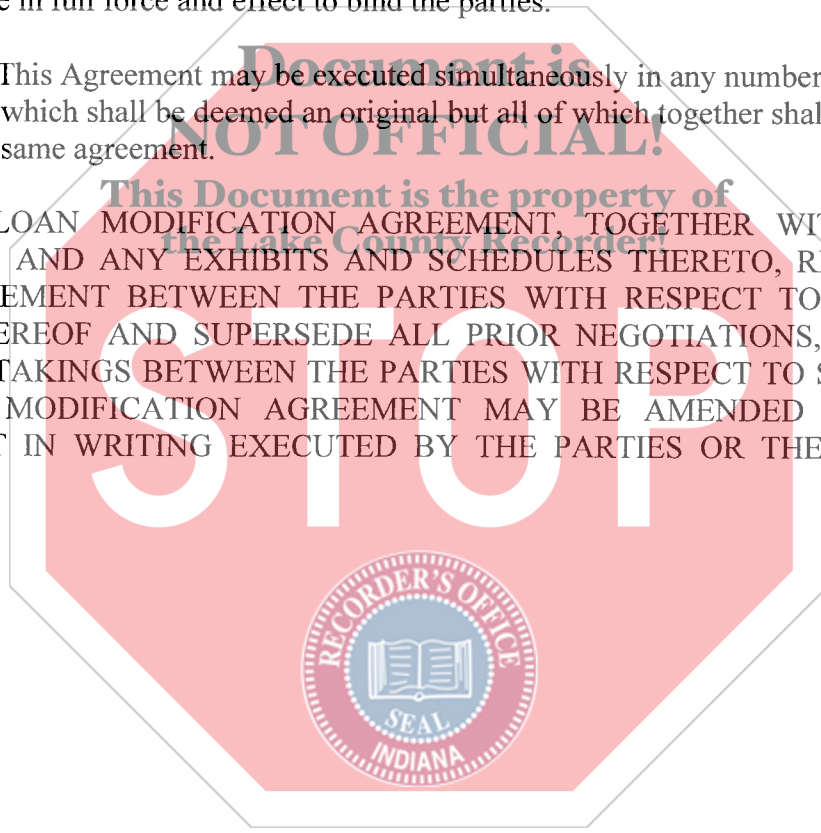 e in full force and effect to bind the parties.
This Agreement may be executed simultaneously in any number
which shall be deemed an original but all of which together shal
same agreement.
LOAN MODIFICATION AGREEMENT, TOGETHER WIT
AND ANY EXHIBITS AND SCHEDULES THERETO, RE
EMENT BETWEEN THE PARTIES WITH RESPECT TO
EREOF AND SUPERSEDE ALL PRIOR NEGOTIATIONS,
TAKINGS BETWEEN THE PARTIES WITH RESPECT TO S
MODIFICATION AGREEMENT MAY BE AMENDED
T IN WRITING EXECUTED BY THE PARTIES OR THE
Document is
NOT OFFICIAL!
This Document is the property of
the Lake County Recorder!
STOP
RECORDER'S OFFICE
SEAL
INDIANA